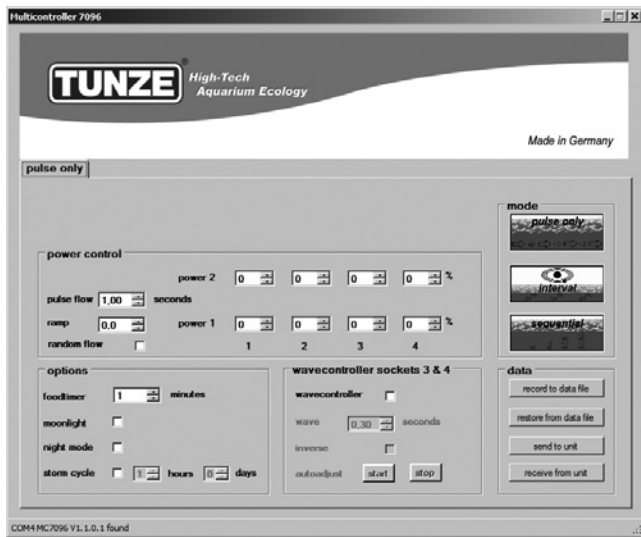 Multicontroller 7096
TUNZE®
High-Tech
Aquarium Ecology
Made in Germany
pulse only
mode
pulse only
interval
sequential
power control
power 2 0 0 0 0 %
pulse flow 1,00 seconds
ramp 0,0 power 1 0 0 0 0 %
random flow 1 2 3 4
options
foodtimer 1 minutes
moonlight
night mode
storm cycle 1 hours 0 days
wavecontroller sockets 3 & 4
wavecontroller
wave 0,30 seconds
inverse
autoadjust start stop
data
record to data file
restore from data file
send to unit
receive from unit
COM4 MC7096 V1.1.0.1 found